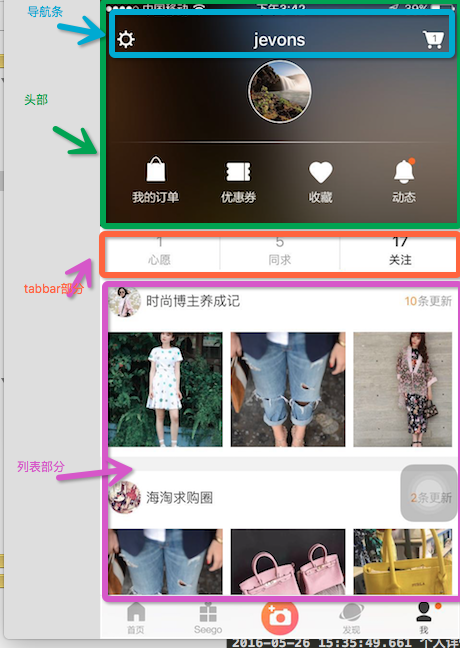 导航条
中国移动
下午3:42
39%
jevons
1
头部
我的订单
优惠券
收藏
动态
1
5
17
心愿
同求
关注
tabbar部分
时尚博主养成记
10条更新
列表部分
海淘求购圈
2条更新
首页
Seego
发现
我
2016-05-26 15:35:49.661 个人详